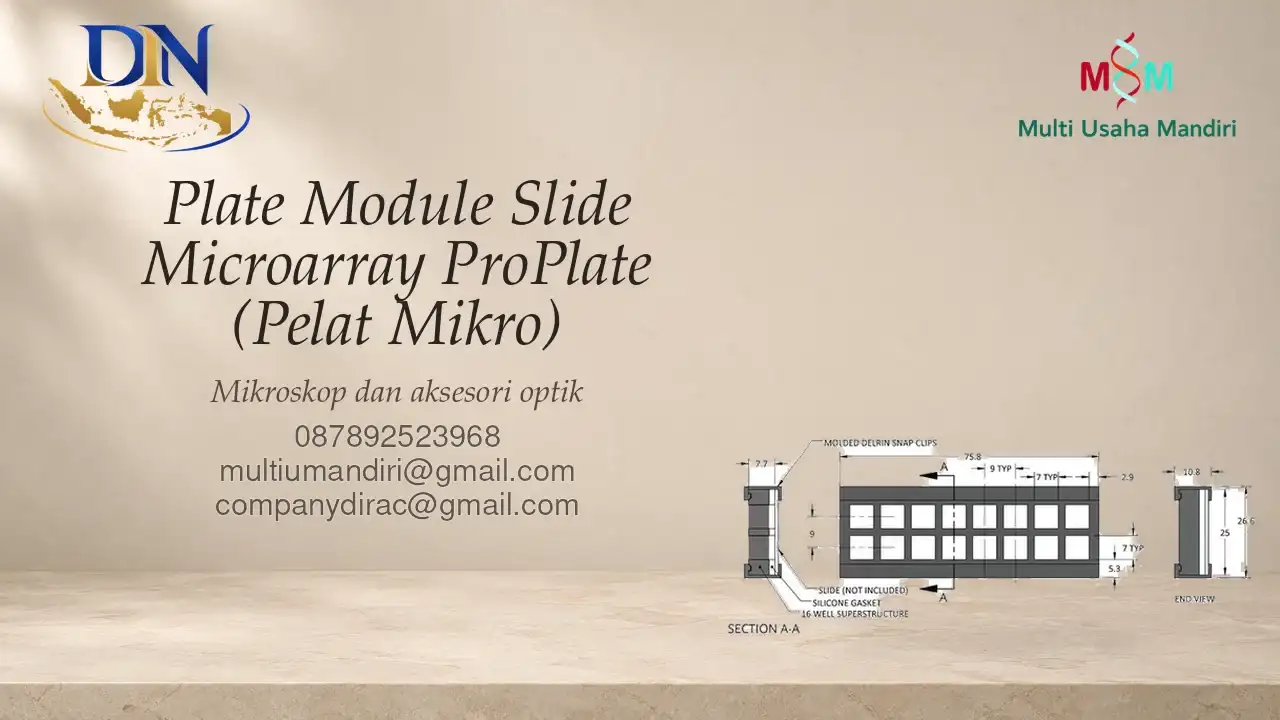 DIN
M M
Multi Usaha Mandiri
Plate Module Slide
Microarray ProPlate
(Pelat Mikro)
Mikroskop dan aksesori optik
087892523968
multiumandiri@gmail.com
companydirac@gmail.com
MOLDED DELRIN SNAP CLIPS
75.8
7.7
A
9 TYP
7 TYP
2.9
10.8
9
25
26.6
7 TYP
5.3
SLIDE (NOT INCLUDED)
A
SILICONE GASKET
16 WELL SUPERSTRUCTURE
END VIEW
SECTION A-A